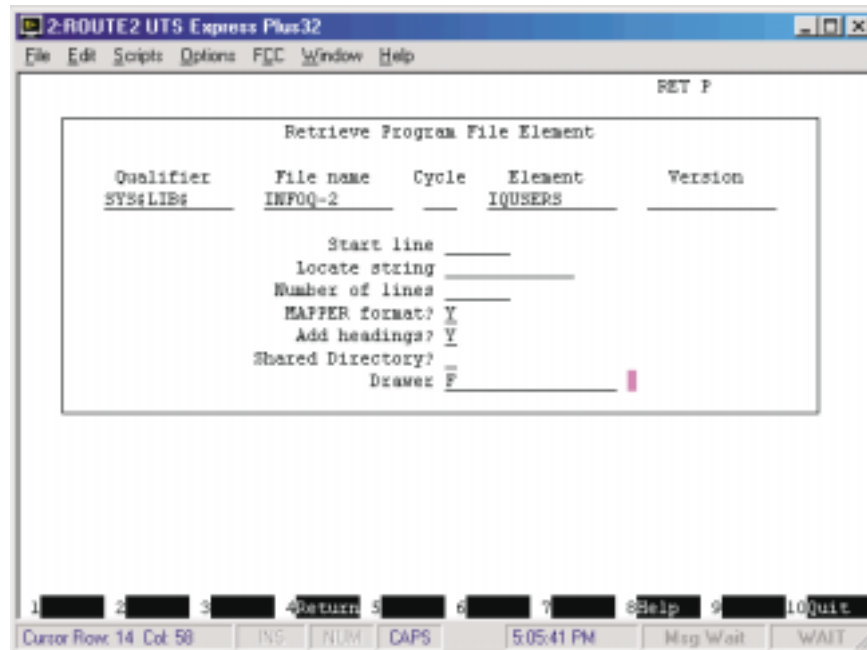 2:ROUTE2 UTS Express Plus32
File Edit Scripts Options FCC Window Help
RET P
Retrieve Program File Element
Qualifier File name Cycle Element Version
SYS$LIB$ INFOQ-2 IQUSERS
Start line
Locate string
Number of lines
MAPPER format? Y
Add headings? Y
Shared Directory?
Drawer F
1 2 3 4Return 5 6 7 8Help 9 10Quit
Cursor Row: 14 Col: 58 INS NUM CAPS 5:05:41 PM Msg Wait WAIT